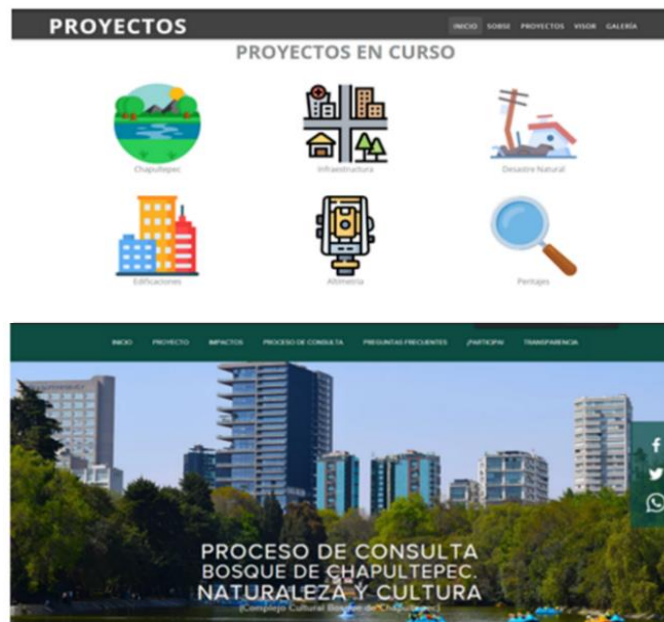 PROYECTOS
INICIO SOBRE PROYECTOS VISOR GALERÍA
PROYECTOS EN CURSO
Chapultepec Infraestructura Desastre Natural
Edificaciones Altimetría Peritajes
INICIO PROYECTO IMPACTOS PROCESO DE CONSULTA PREGUNTAS FRECUENTES ¡PARTICIPA! TRANSPARENCIA
PROCESO DE CONSULTA
BOSQUE DE CHAPULTEPEC.
NATURALEZA Y CULTURA
(Complejo Cultural Bosque de Chapultepec)